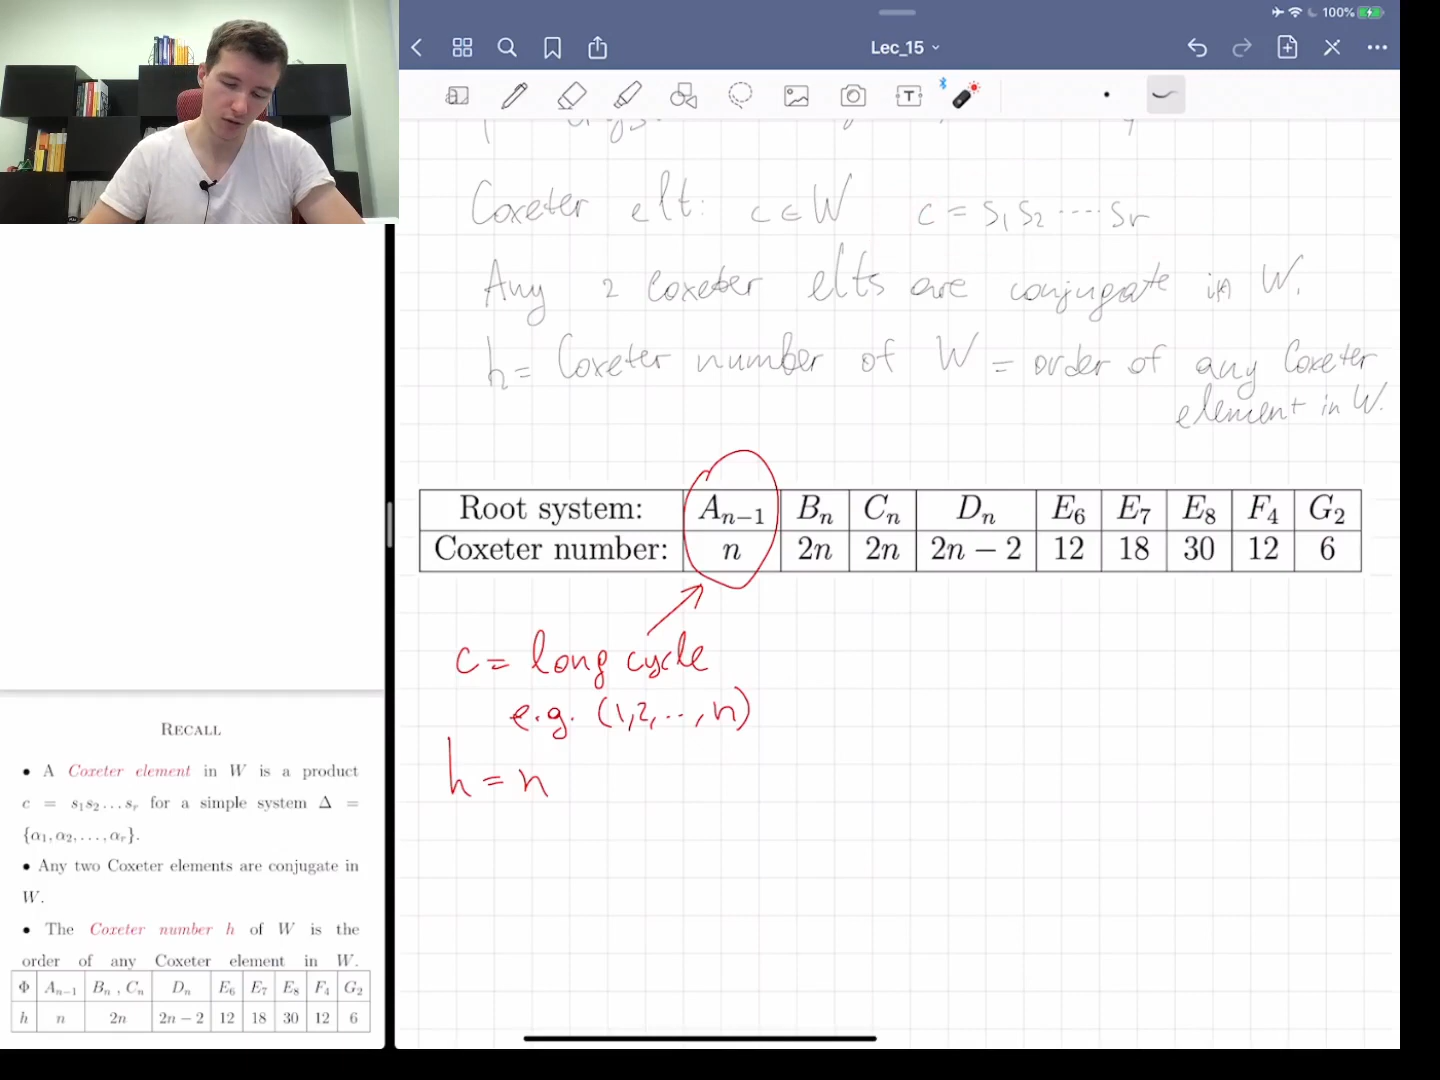 100%
Lec_15
T
Coxeter elt: c ∈ W c = s₁ s₂ ···· sᵣ
Any 2 Coxeter elts are conjugate in W.
h = Coxeter number of W = order of any Coxeter
element in W.
Root system: Aₙ₋₁ Bₙ Cₙ Dₙ E₆ E₇ E₈ F₄ G₂
Coxeter number: n 2n 2n 2n − 2 12 18 30 12 6
c = long cycle
e.g. (1,2,...,n)
h = n
RECALL
• A Coxeter element in W is a product
c = s₁s₂...sᵣ for a simple system Δ =
{α₁, α₂, ..., αᵣ}.
• Any two Coxeter elements are conjugate in
W.
• The Coxeter number h of W is the
order of any Coxeter element in W.
Φ Aₙ₋₁ Bₙ , Cₙ Dₙ E₆ E₇ E₈ F₄ G₂
h n 2n 2n − 2 12 18 30 12 6